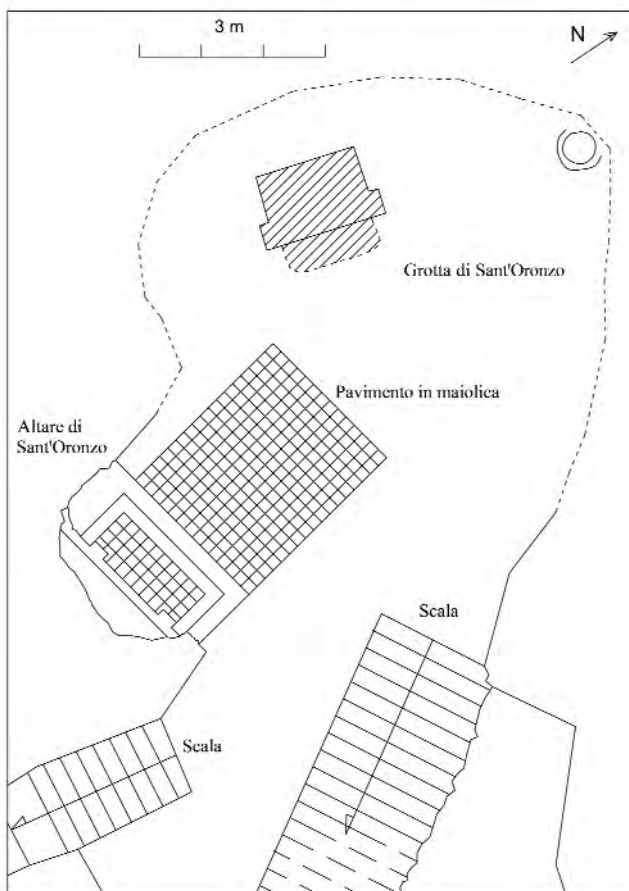 3 m
N
Grotta di Sant'Oronzo
Pavimento in maiolica
Altare di
Sant'Oronzo
Scala
Scala